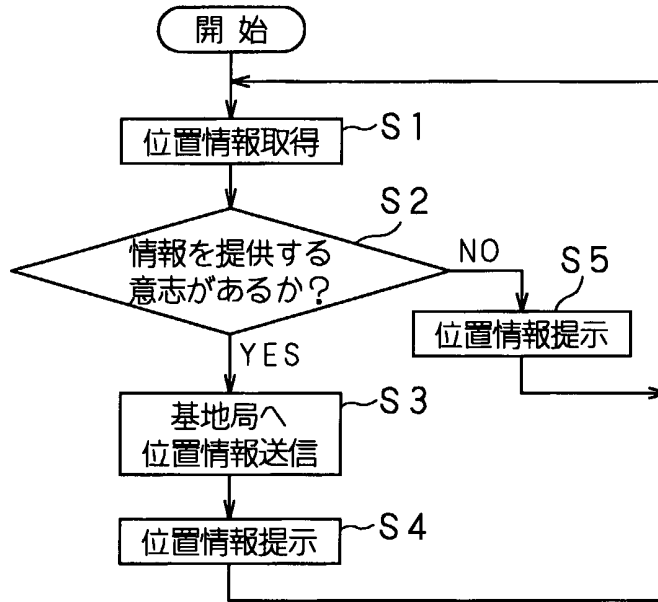 開始
位置情報取得
S1
情報を提供する
意志があるか?
S2
NO
YES
位置情報提示
S5
基地局へ
位置情報送信
S3
位置情報提示
S4